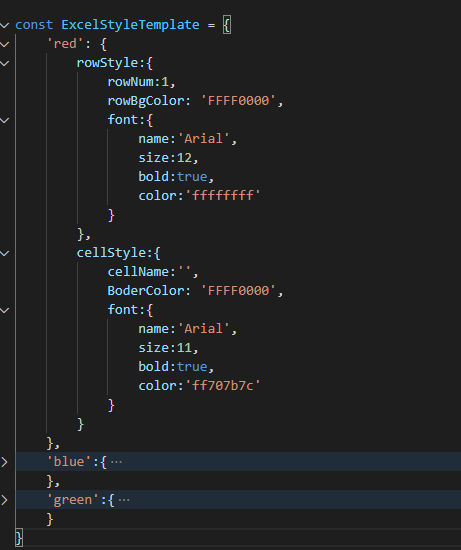 const ExcelStyleTemplate = {
'red': {
rowStyle:{
rowNum:1,
rowBgColor: 'FFFF0000',
font:{
name:'Arial',
size:12,
bold:true,
color:'ffffffff'
}
},
cellStyle:{
cellName:'',
BoderColor: 'FFFF0000',
font:{
name:'Arial',
size:11,
bold:true,
color:'ff707b7c'
}
}
},
'blue':{ ···
},
'green':{ ···
}
}